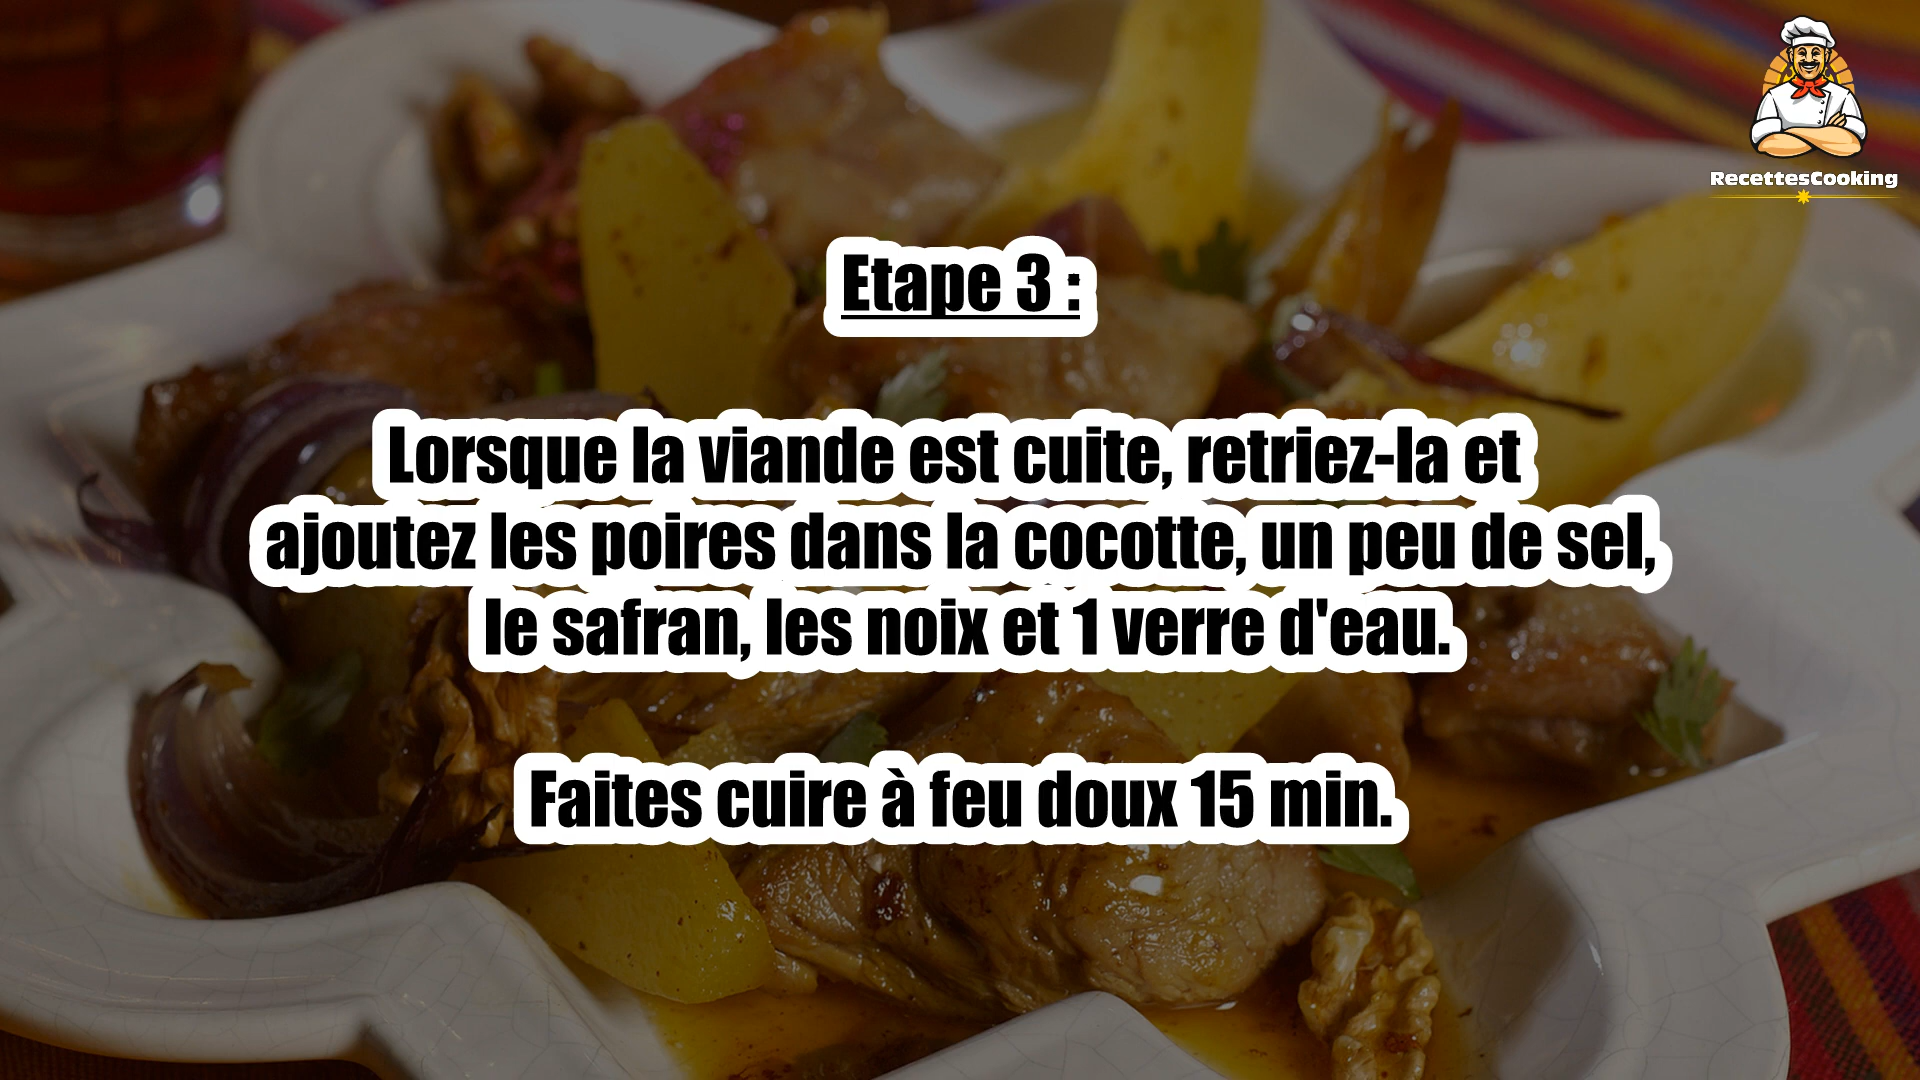 RecettesCooking
Etape 3 :
Lorsque la viande est cuite, retriez-la et
ajoutez les poires dans la cocotte, un peu de sel,
le safran, les noix et 1 verre d'eau.
Faites cuire à feu doux 15 min.